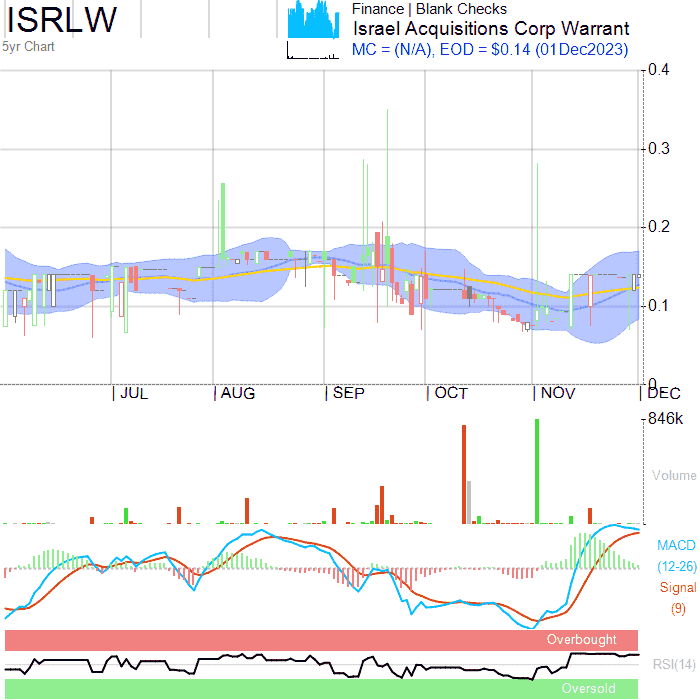 ISRLW
5yr Chart
Finance | Blank Checks
Israel Acquisitions Corp Warrant
MC = (N/A), EOD = $0.14 (01Dec2023)
0.4
0.3
0.2
0.1
0
JUL AUG SEP OCT NOV DEC
846k
Volume
MACD
(12-26)
Signal
(9)
Overbought
RSI(14)
Oversold